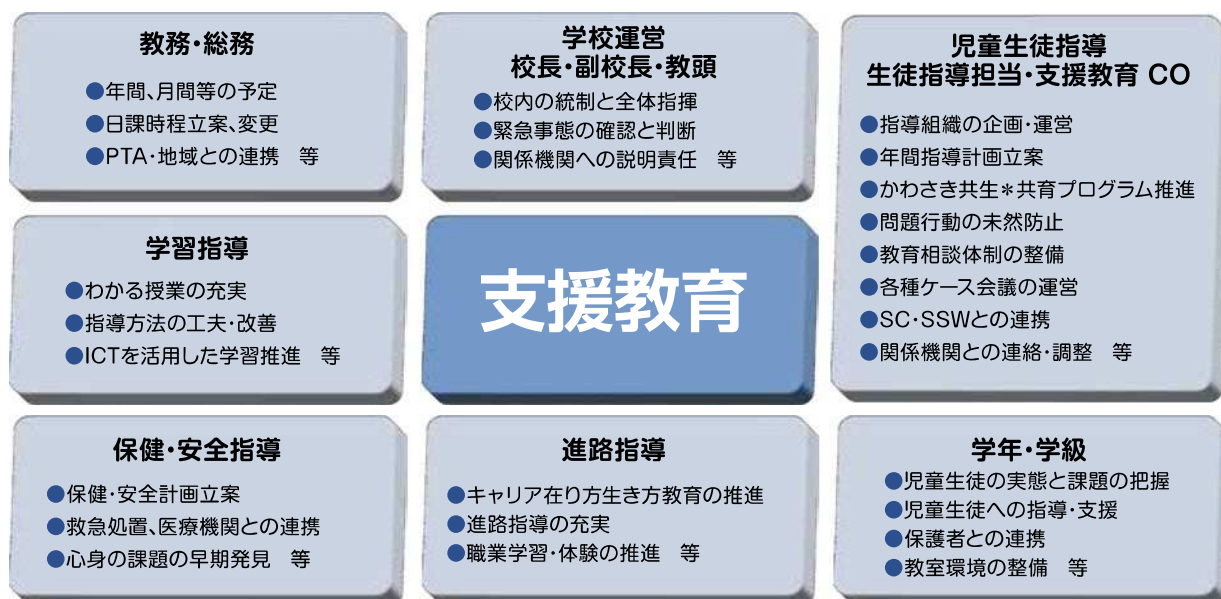 教務・総務
●年間、月間等の予定
●日課時程立案、変更
●PTA・地域との連携　等
学校運営
校長・副校長・教頭
●校内の統制と全体指揮
●緊急事態の確認と判断
●関係機関への説明責任　等
児童生徒指導
生徒指導担当・支援教育 CO
●指導組織の企画・運営
●年間指導計画立案
●かわさき共生＊共育プログラム推進
●問題行動の未然防止
●教育相談体制の整備
●各種ケース会議の運営
●SC・SSWとの連携
●関係機関との連絡・調整　等
学習指導
●わかる授業の充実
●指導方法の工夫・改善
●ICTを活用した学習推進　等
支援教育
保健・安全指導
●保健・安全計画立案
●救急処置、医療機関との連携
●心身の課題の早期発見　等
進路指導
●キャリア在り方生き方教育の推進
●進路指導の充実
●職業学習・体験の推進　等
学年・学級
●児童生徒の実態と課題の把握
●児童生徒への指導・支援
●保護者との連携
●教室環境の整備　等